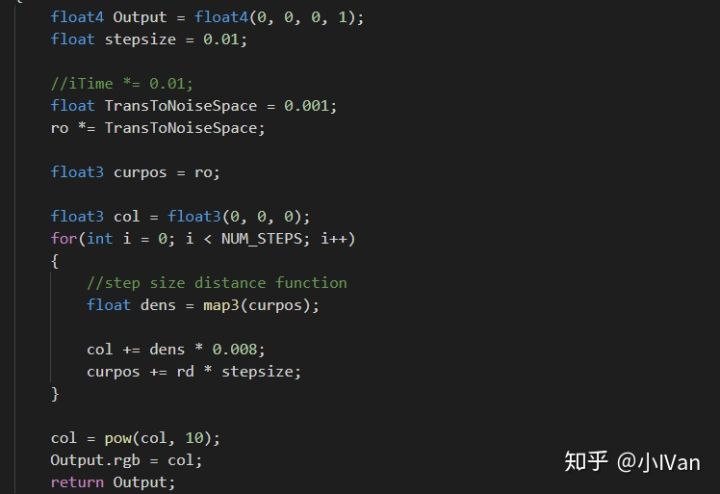 {
float4 Output = float4(0, 0, 0, 1);
float stepsize = 0.01;
//iTime *= 0.01;
float TransToNoiseSpace = 0.001;
ro *= TransToNoiseSpace;
float3 curpos = ro;
float3 col = float3(0, 0, 0);
for(int i = 0; i < NUM_STEPS; i++)
{
//step size distance function
float dens = map3(curpos);
col += dens * 0.008;
curpos += rd * stepsize;
}
col = pow(col, 10);
Output.rgb = col;
return Output;
知乎 @小IVan